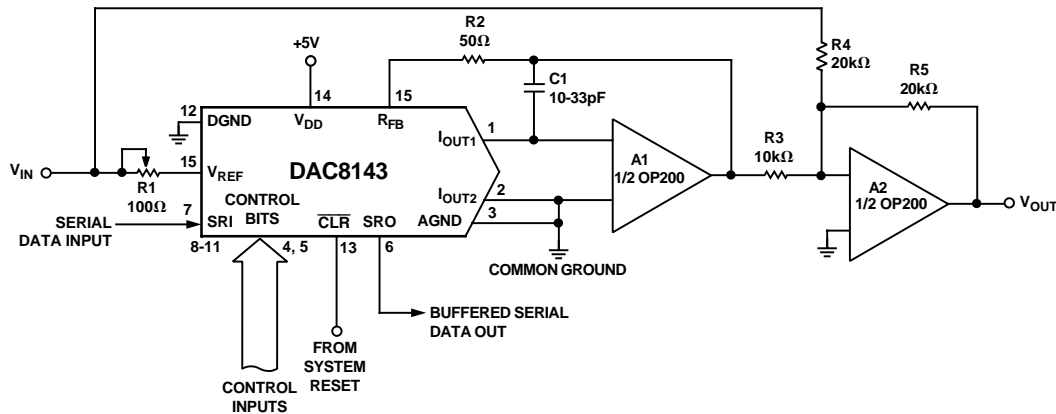 R2
50Ω
+5V
R4
20kΩ
R5
20kΩ
C1
10-33pF
14
15
12
DGND
VDD
RFB
1
IOUT1
R3
10kΩ
VIN
15
VREF
DAC8143
A1
1/2 OP200
R1
100Ω
IOUT2
2
A2
1/2 OP200
VOUT
CONTROL
BITS
CLR
SRO
AGND
3
SERIAL
DATA INPUT
7
SRI
8-11
4, 5
13
6
COMMON GROUND
BUFFERED SERIAL
DATA OUT
FROM
SYSTEM
RESET
CONTROL
INPUTS